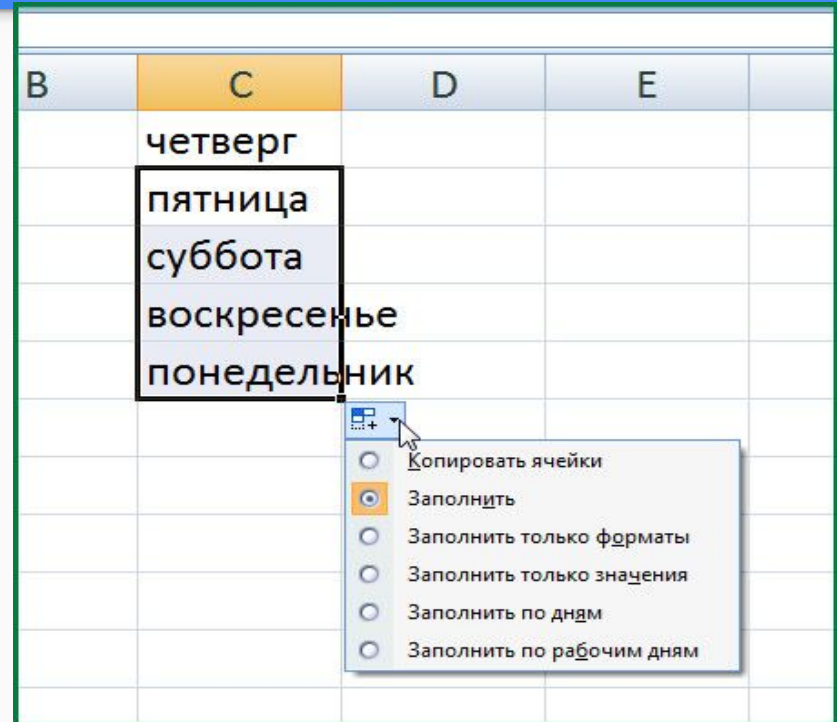 B C D E
четверг
пятница
суббота
воскресенье
понедельник
Копировать ячейки
Заполнить
Заполнить только форматы
Заполнить только значения
Заполнить по дням
Заполнить по рабочим дням